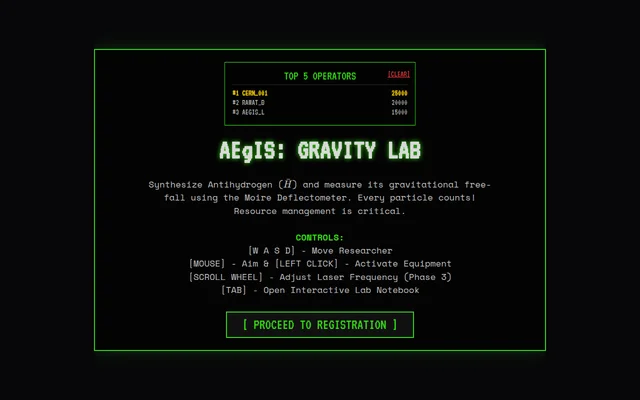 TOP 5 OPERATORS
[CLEAR]
#1 CERN_001 25000
#2 RAWAT_D 20000
#3 AEGIS_L 15000
AEgIS: GRAVITY LAB
Synthesize Antihydrogen (H̄) and measure its gravitational free-
fall using the Moire Deflectometer. Every particle counts!
Resource management is critical.
CONTROLS:
[W A S D] - Move Researcher
[MOUSE] - Aim & [LEFT CLICK] - Activate Equipment
[SCROLL WHEEL] - Adjust Laser Frequency (Phase 3)
[TAB] - Open Interactive Lab Notebook
[ PROCEED TO REGISTRATION ]